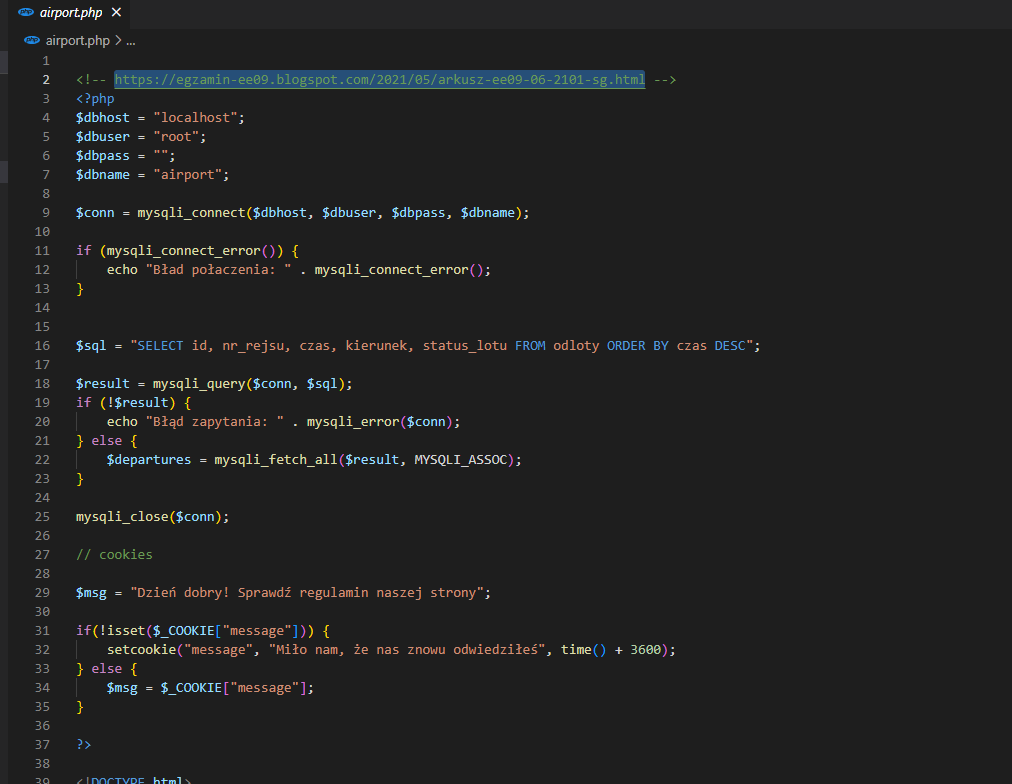 airport.php ×
airport.php > ...
1
2 <!-- https://egzamin-ee09.blogspot.com/2021/05/arkusz-ee09-06-2101-sg.html -->
3 <?php
4 $dbhost = "localhost";
5 $dbuser = "root";
6 $dbpass = "";
7 $dbname = "airport";
8
9 $conn = mysqli_connect($dbhost, $dbuser, $dbpass, $dbname);
10
11 if (mysqli_connect_error()) {
12     echo "Bład połaczenia: " . mysqli_connect_error();
13 }
14
15
16 $sql = "SELECT id, nr_rejsu, czas, kierunek, status_lotu FROM odloty ORDER BY czas DESC";
17
18 $result = mysqli_query($conn, $sql);
19 if (!$result) {
20     echo "Błąd zapytania: " . mysqli_error($conn);
21 } else {
22     $departures = mysqli_fetch_all($result, MYSQLI_ASSOC);
23 }
24
25 mysqli_close($conn);
26
27 // cookies
28
29 $msg = "Dzień dobry! Sprawdź regulamin naszej strony";
30
31 if(!isset($_COOKIE["message"])) {
32     setcookie("message", "Miło nam, że nas znowu odwiedziłeś", time() + 3600);
33 } else {
34     $msg = $_COOKIE["message"];
35 }
36
37 ?>
38
39 <!DOCTYPE html>